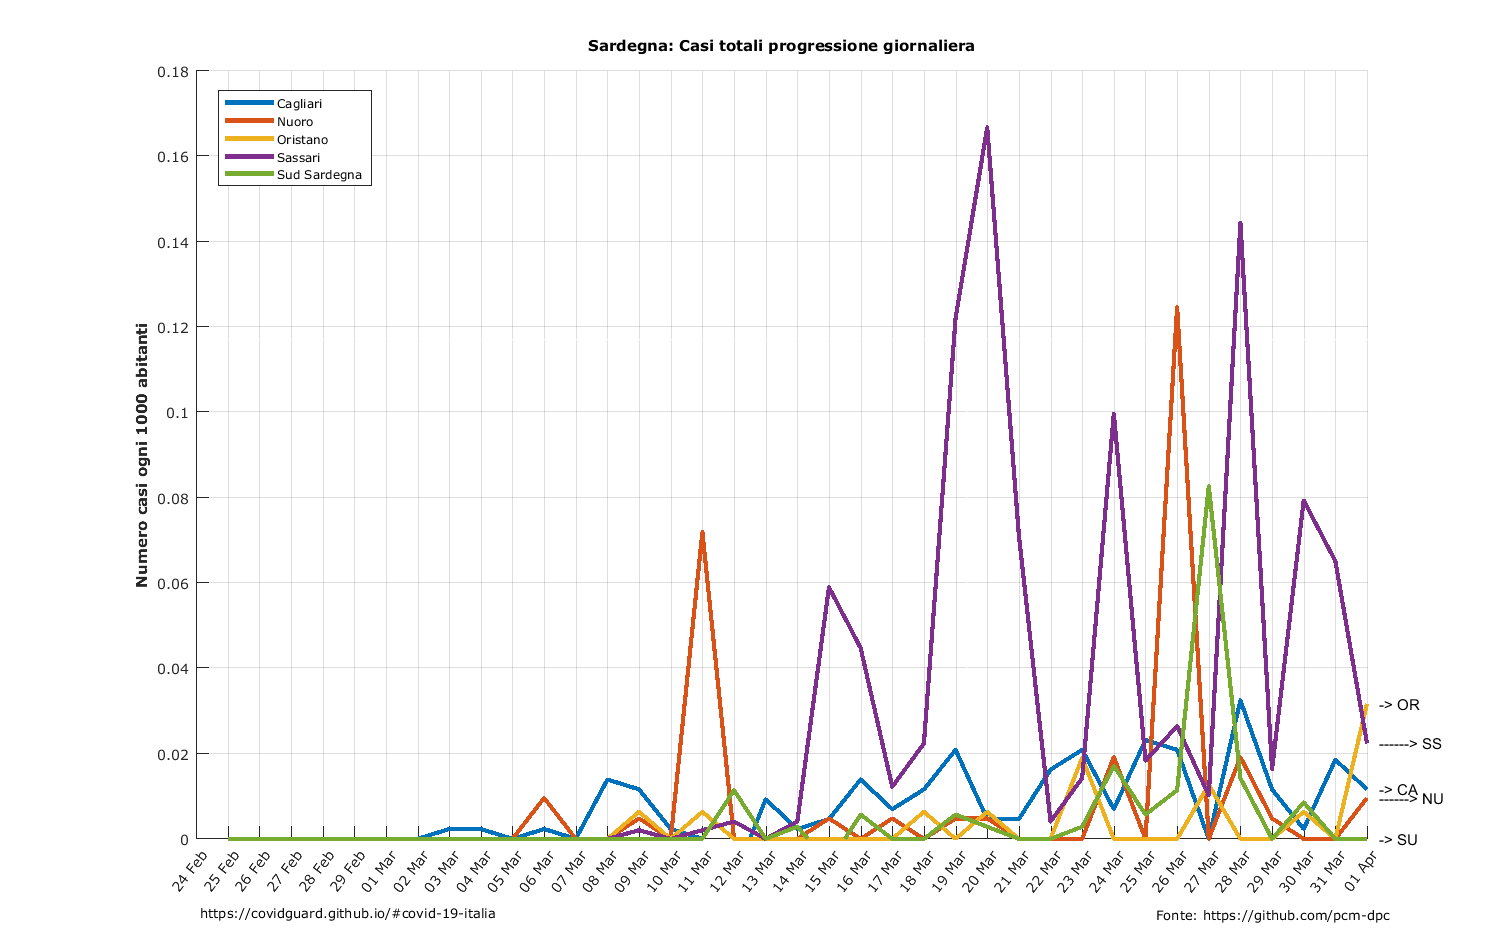 Sardegna: Casi totali progressione giornaliera
Numero casi ogni 1000 abitanti
0.18
0.16
0.14
0.12
0.1
0.08
0.06
0.04
0.02
0
Cagliari
Nuoro
Oristano
Sassari
Sud Sardegna
-> OR
------> SS
-> CA
------> NU
-> SU
24 Feb
25 Feb
26 Feb
27 Feb
28 Feb
29 Feb
01 Mar
02 Mar
03 Mar
04 Mar
05 Mar
06 Mar
07 Mar
08 Mar
09 Mar
10 Mar
11 Mar
12 Mar
13 Mar
14 Mar
15 Mar
16 Mar
17 Mar
18 Mar
19 Mar
20 Mar
21 Mar
22 Mar
23 Mar
24 Mar
25 Mar
26 Mar
27 Mar
28 Mar
29 Mar
30 Mar
31 Mar
01 Apr
https://covidguard.github.io/#covid-19-italia
Fonte: https://github.com/pcm-dpc